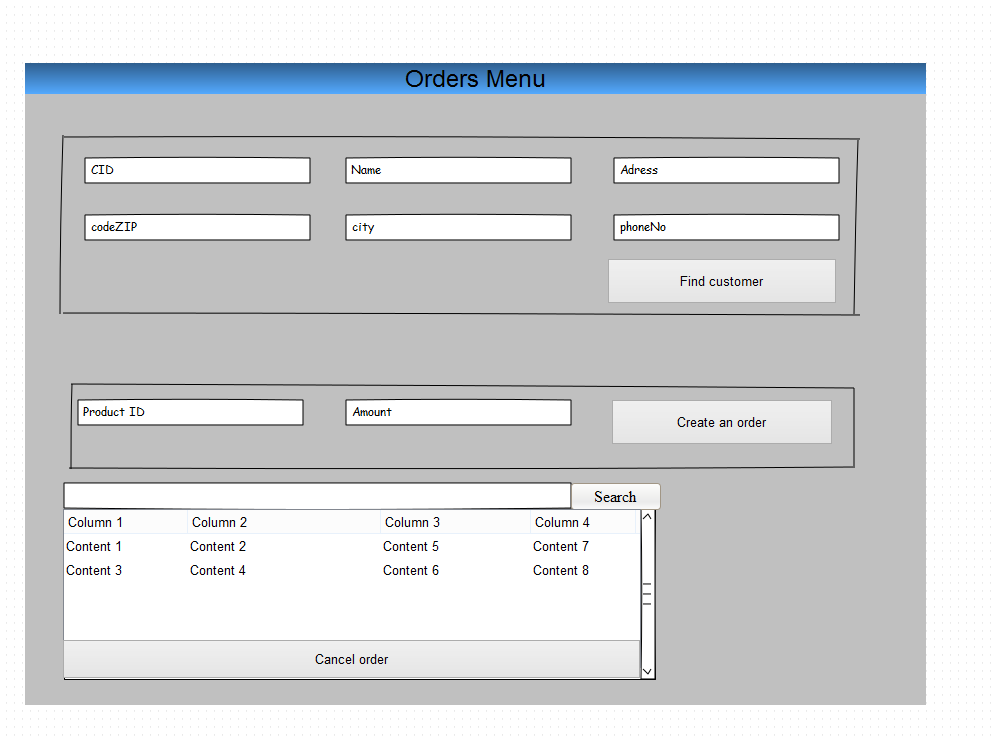 Orders Menu
CID Name Adress
codeZIP city phoneNo
Find customer
Product ID Amount Create an order
Search
Column 1 Column 2 Column 3 Column 4
Content 1 Content 2 Content 5 Content 7
Content 3 Content 4 Content 6 Content 8
Cancel order